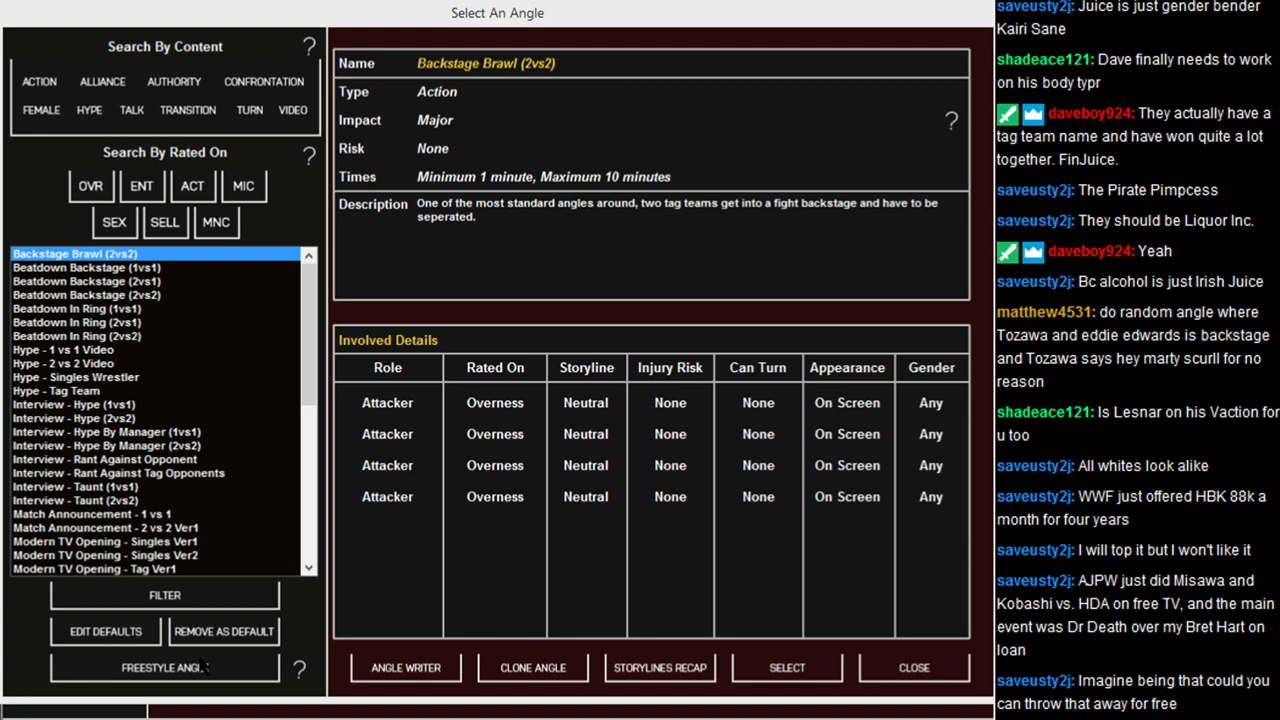 Select An Angle
Search By Content
?
ACTION ALLIANCE AUTHORITY CONFRONTATION
FEMALE HYPE TALK TRANSITION TURN VIDEO
Search By Rated On
?
OVR ENT ACT MIC
SEX SELL MNC
Backstage Brawl (2vs2)
Beatdown Backstage (1vs1)
Beatdown Backstage (2vs1)
Beatdown Backstage (2vs2)
Beatdown In Ring (1vs1)
Beatdown In Ring (2vs1)
Beatdown In Ring (2vs2)
Hype - 1 vs 1 Video
Hype - 2 vs 2 Video
Hype - Singles Wrestler
Hype - Tag Team
Interview - Hype (1vs1)
Interview - Hype (2vs2)
Interview - Hype By Manager (1vs1)
Interview - Hype By Manager (2vs2)
Interview - Rant Against Opponent
Interview - Rant Against Tag Opponents
Interview - Taunt (1vs1)
Interview - Taunt (2vs2)
Match Announcement - 1 vs 1
Match Announcement - 2 vs 2 Ver1
Modern TV Opening - Singles Ver1
Modern TV Opening - Singles Ver2
Modern TV Opening - Tag Ver1
FILTER
EDIT DEFAULTS REMOVE AS DEFAULT
FREESTYLE ANGLE ?
Name Backstage Brawl (2vs2)
Type Action
Impact Major ?
Risk None
Times Minimum 1 minute, Maximum 10 minutes
Description One of the most standard angles around, two tag teams get into a fight backstage and have to be
seperated.
Involved Details
Role Rated On Storyline Injury Risk Can Turn Appearance Gender
Attacker Overness Neutral None None On Screen Any
Attacker Overness Neutral None None On Screen Any
Attacker Overness Neutral None None On Screen Any
Attacker Overness Neutral None None On Screen Any
ANGLE WRITER CLONE ANGLE STORYLINES RECAP SELECT CLOSE
saveusty2j: Juice is just gender bender
Kairi Sane
shadeace121: Dave finally needs to work
on his body typr
daveboy924: They actually have a
tag team name and have won quite a lot
together. FinJuice.
saveusty2j: The Pirate Pimpcess
saveusty2j: They should be Liquor Inc.
daveboy924: Yeah
saveusty2j: Bc alcohol is just Irish Juice
matthew4531: do random angle where
Tozawa and eddie edwards is backstage
and Tozawa says hey marty scurll for no
reason
shadeace121: Is Lesnar on his Vaction for
u too
saveusty2j: All whites look alike
saveusty2j: WWF just offered HBK 88k a
month for four years
saveusty2j: I will top it but I won't like it
saveusty2j: AJPW just did Misawa and
Kobashi vs. HDA on free TV, and the main
event was Dr Death over my Bret Hart on
loan
saveusty2j: Imagine being that could you
can throw that away for free